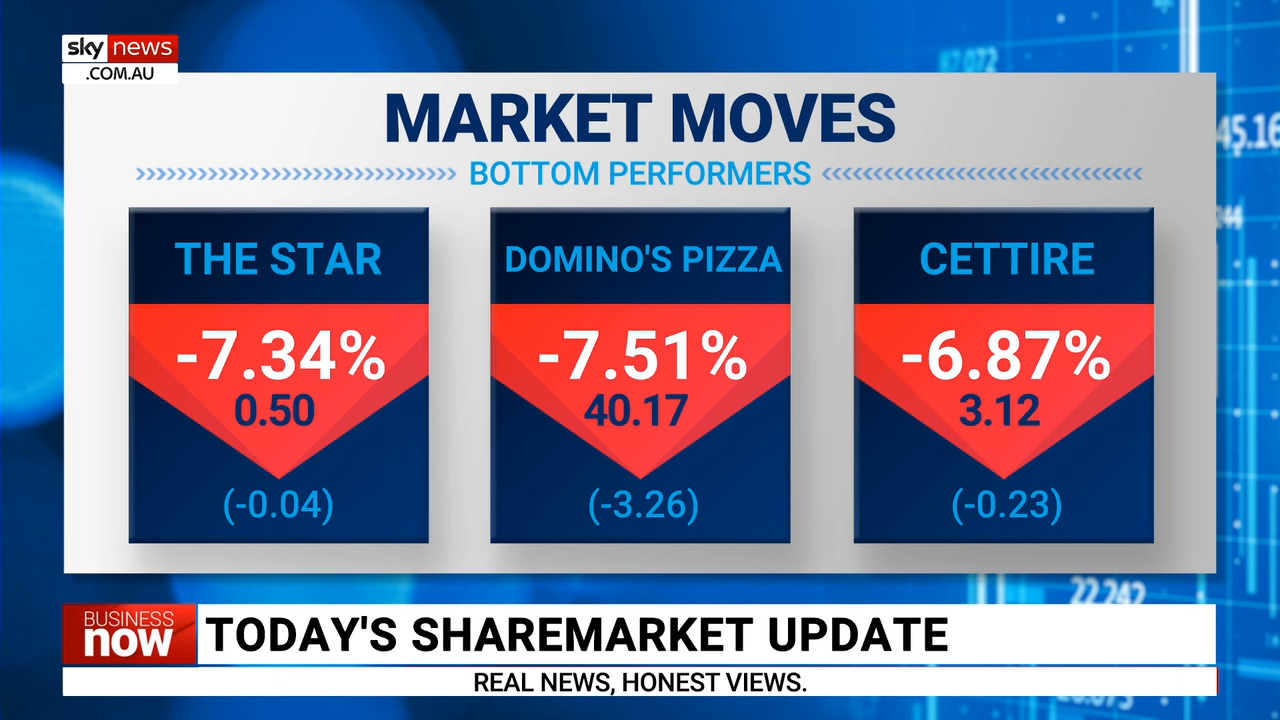 sky news
.COM.AU
MARKET MOVES
BOTTOM PERFORMERS
THE STAR
-7.34%
0.50
(-0.04)
DOMINO'S PIZZA
-7.51%
40.17
(-3.26)
CETTIRE
-6.87%
3.12
(-0.23)
BUSINESS
now
TODAY'S SHAREMARKET UPDATE
REAL NEWS, HONEST VIEWS.
22.242